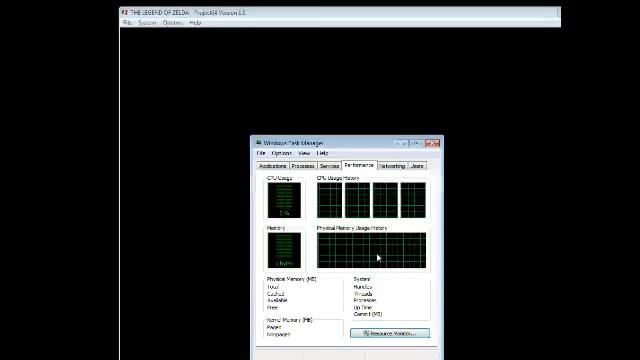 THE LEGEND OF ZELDA - Project64 Version 1.6
File System Options Help
Windows Task Manager
File Options View Help
Applications Processes Services Performance Networking Users
CPU Usage CPU Usage History
Memory Physical Memory Usage History
Physical Memory (MB) System
Total Handles
Cached Threads
Available Processes
Free Up Time
Commit (MB)
Kernel Memory (MB)
Paged
Nonpaged
Resource Monitor...